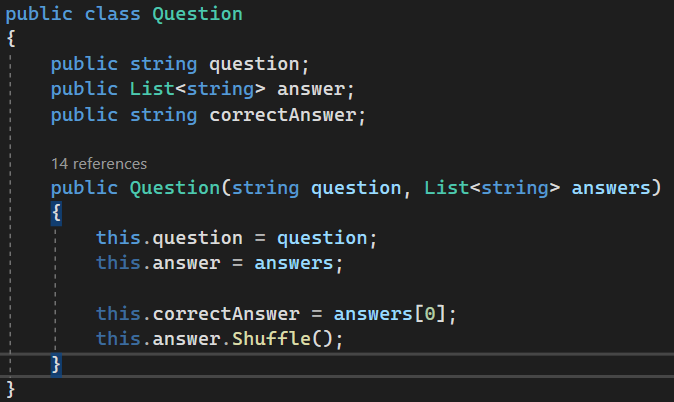 public class Question
{
public string question;
public List<string> answer;
public string correctAnswer;
14 references
public Question(string question, List<string> answers)
{
this.question = question;
this.answer = answers;
this.correctAnswer = answers[0];
this.answer.Shuffle();
}
}